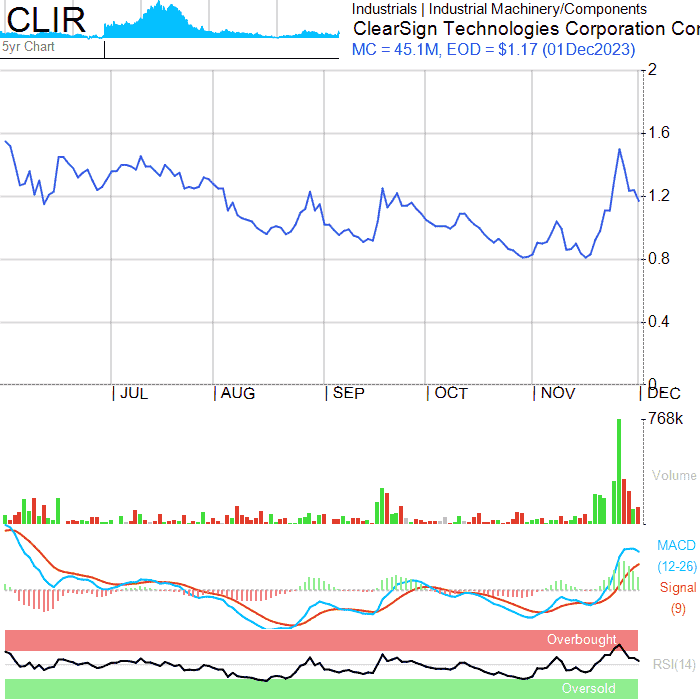 CLIR
5yr Chart
Industrials | Industrial Machinery/Components
ClearSign Technologies Corporation Cor
MC = 45.1M, EOD = $1.17 (01Dec2023)
2
1.6
1.2
0.8
0.4
0
JUL AUG SEP OCT NOV DEC
768k
Volume
MACD
(12-26)
Signal
(9)
Overbought
RSI(14)
Oversold